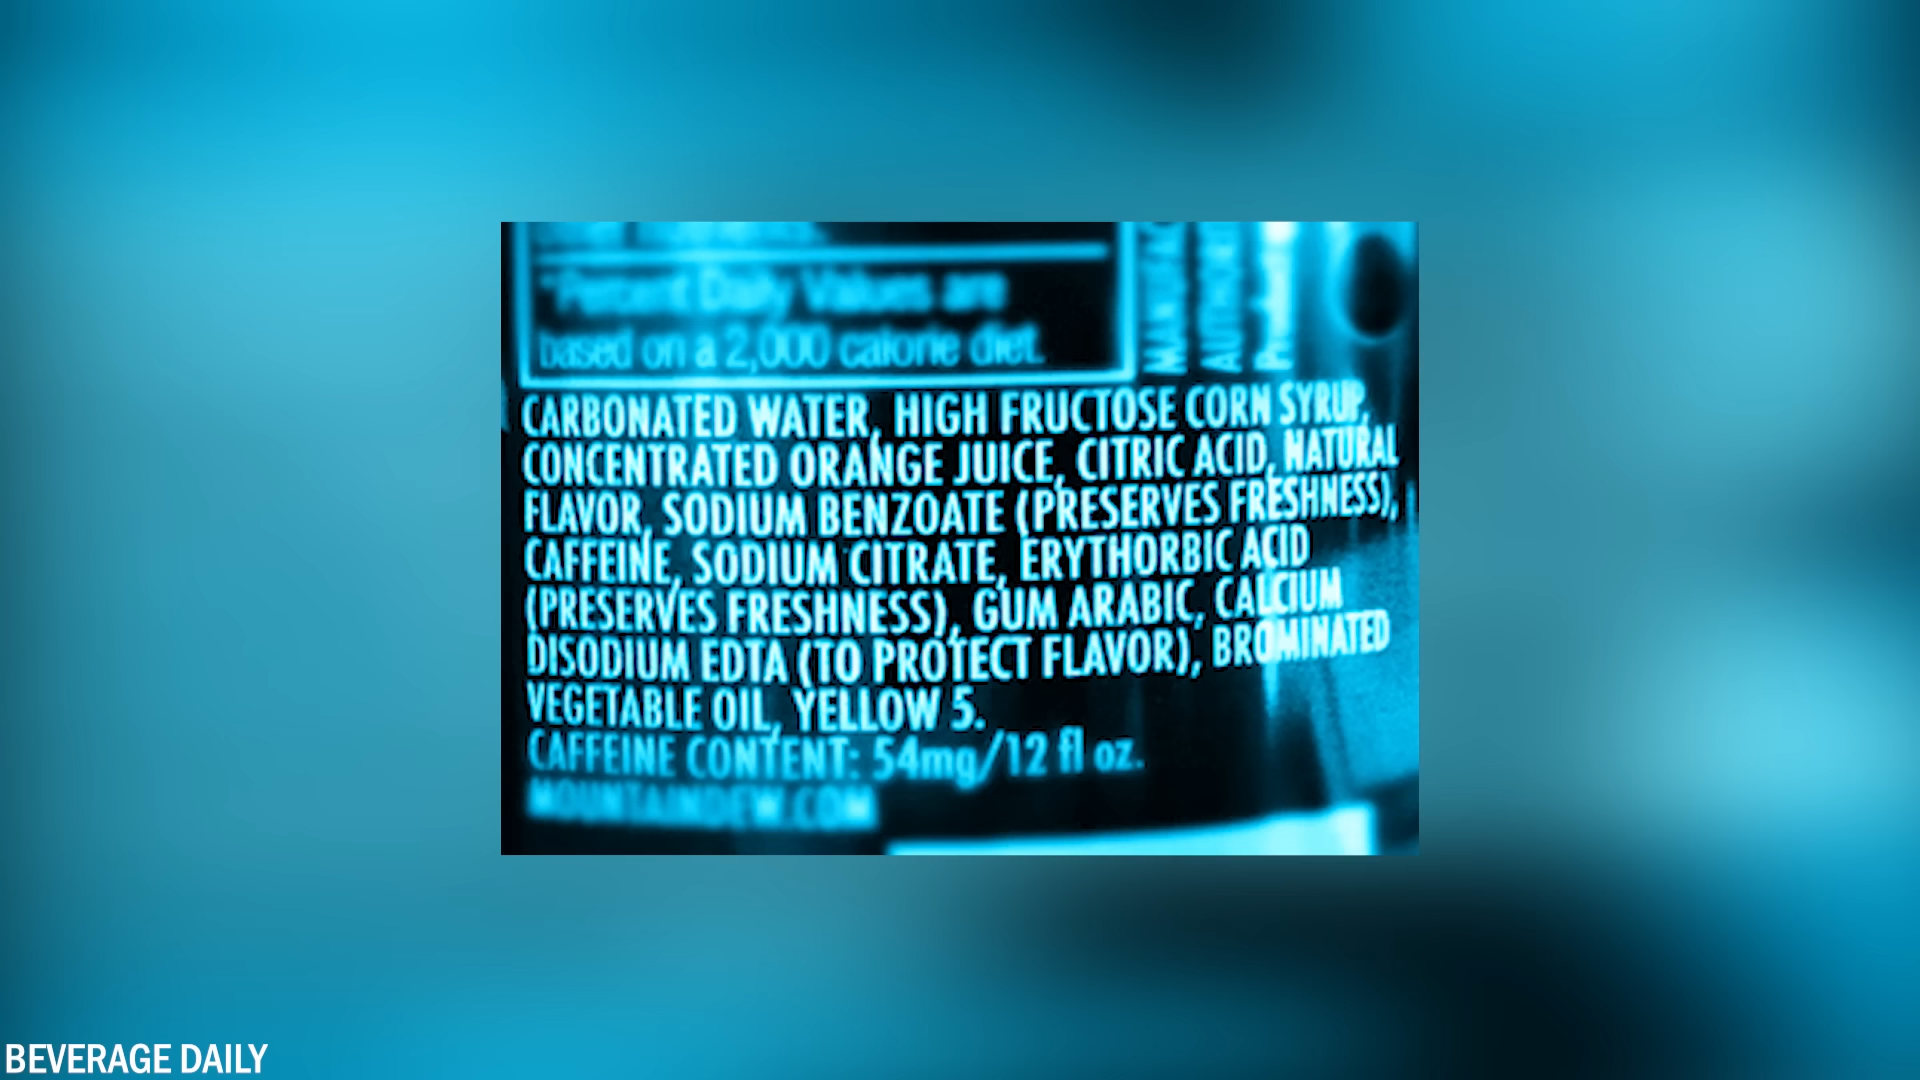 *Percent Daily Values are
based on a 2,000 calorie diet.
CARBONATED WATER, HIGH FRUCTOSE CORN SYRUP,
CONCENTRATED ORANGE JUICE, CITRIC ACID, NATURAL
FLAVOR, SODIUM BENZOATE (PRESERVES FRESHNESS),
CAFFEINE, SODIUM CITRATE, ERYTHORBIC ACID
(PRESERVES FRESHNESS), GUM ARABIC, CALCIUM
DISODIUM EDTA (TO PROTECT FLAVOR), BROMINATED
VEGETABLE OIL, YELLOW 5.
CAFFEINE CONTENT: 54mg/12 fl oz.
MOUNTAINDEW.COM
BEVERAGE DAILY